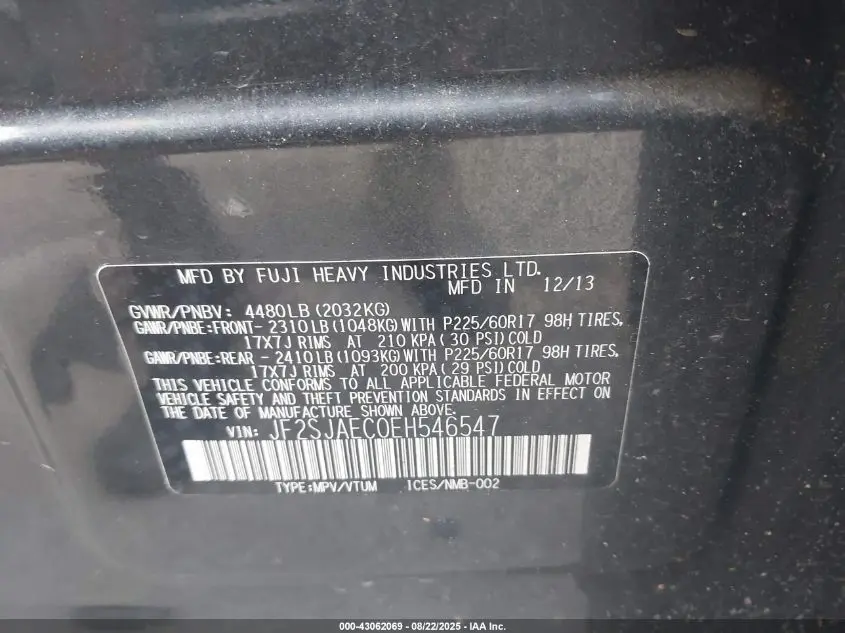 MFD BY FUJI HEAVY INDUSTRIES LTD.
MFD IN 12/13
GVWR/PNBV: 4480LB (2032KG)
GAWR/PNBE:FRONT- 2310LB (1048KG) WITH P225/60R17 98H TIRES,
17X7J RIMS AT 210 KPA (30 PSI) COLD
GAWR/PNBE:REAR - 2410LB (1093KG) WITH P225/60R17 98H TIRES,
17X7J RIMS AT 200 KPA (29 PSI) COLD
THIS VEHICLE CONFORMS TO ALL APPLICABLE FEDERAL MOTOR
VEHICLE SAFETY AND THEFT PREVENTION STANDARDS IN EFFECT ON
THE DATE OF MANUFACTURE SHOWN ABOVE.
VIN: JF2SJAEC0EH546547
TYPE:MPV/VTUM ICES/NMB-002
000-43062069 - 08/22/2025 - IAA Inc.